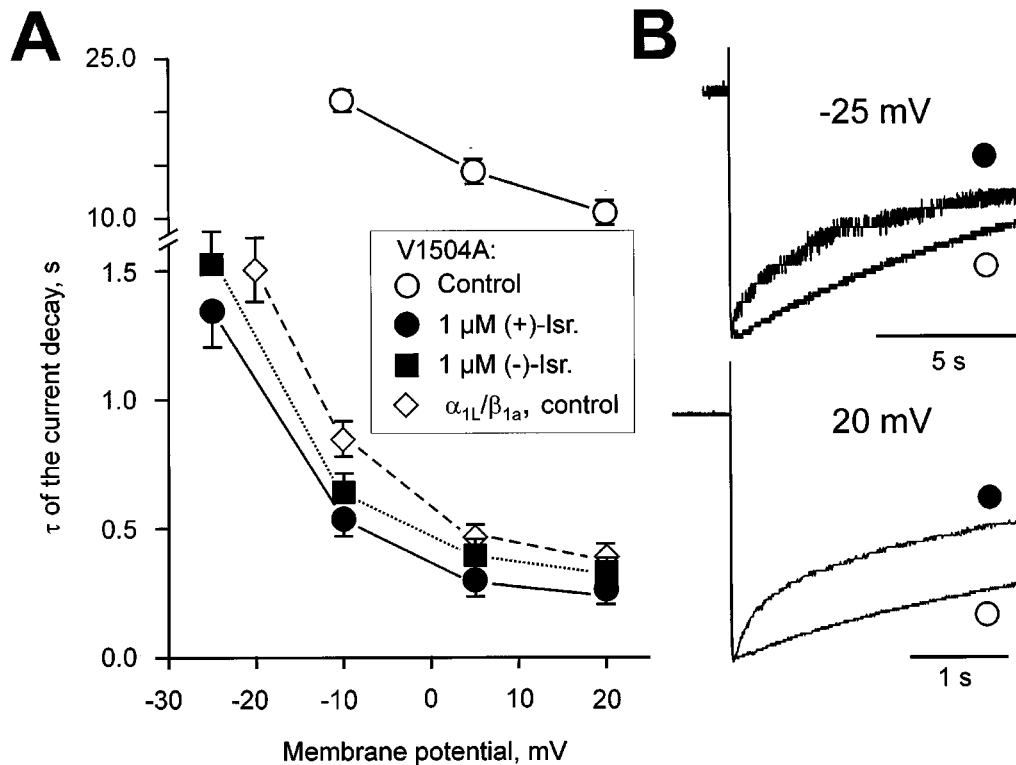 A
B
25.0
10.0
1.5
1.0
0.5
0.0
τ of the current decay, s
-30 -20 -10 0 10 20
Membrane potential, mV
V1504A:
Control
1 µM (+)-Isr.
1 µM (-)-Isr.
α1L/β1a, control
-25 mV
5 s
20 mV
1 s